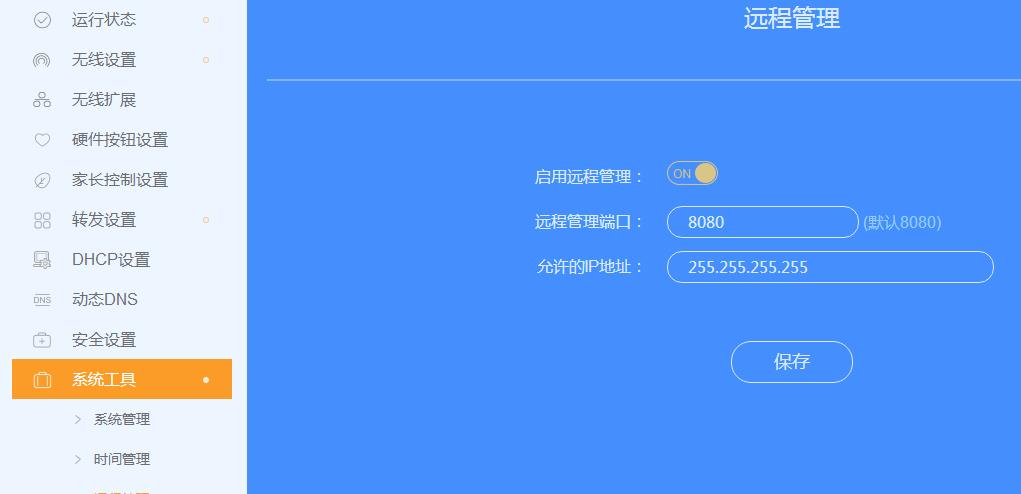 运行状态
无线设置
无线扩展
硬件按钮设置
家长控制设置
转发设置
DHCP设置
DNS 动态DNS
安全设置
系统工具
系统管理
时间管理
远程管理
启用远程管理： ON
远程管理端口： 8080 (默认8080)
允许的IP地址： 255.255.255.255
保存